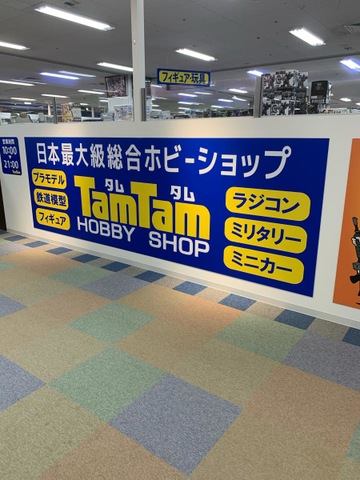 フィギュア玩具
営業時間
10:00
21:00
日本最大級総合ホビーショップ
プラモデル
鉄道模型
フィギュア
タム タム
TamTam
HOBBY SHOP
ラジコン
ミリタリー
ミニカー